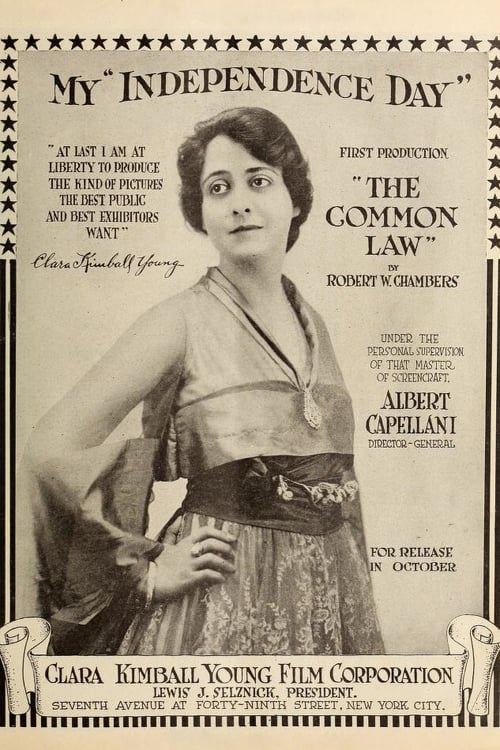 MY "INDEPENDENCE DAY"
"AT LAST I AM AT
LIBERTY TO PRODUCE
THE KIND OF PICTURES
THE BEST PUBLIC
AND BEST EXHIBITORS
WANT"
Clara Kimball Young
FIRST PRODUCTION
"THE
COMMON
LAW"
BY
ROBERT W. CHAMBERS
UNDER THE
PERSONAL SUPERVISION
OF THAT MASTER
OF SCREENCRAFT,
ALBERT
CAPELLANI
DIRECTOR-GENERAL
FOR RELEASE
IN OCTOBER
CLARA KIMBALL YOUNG FILM CORPORATION
LEWIS J. SELZNICK, PRESIDENT.
SEVENTH AVENUE AT FORTY-NINTH STREET, NEW YORK CITY.